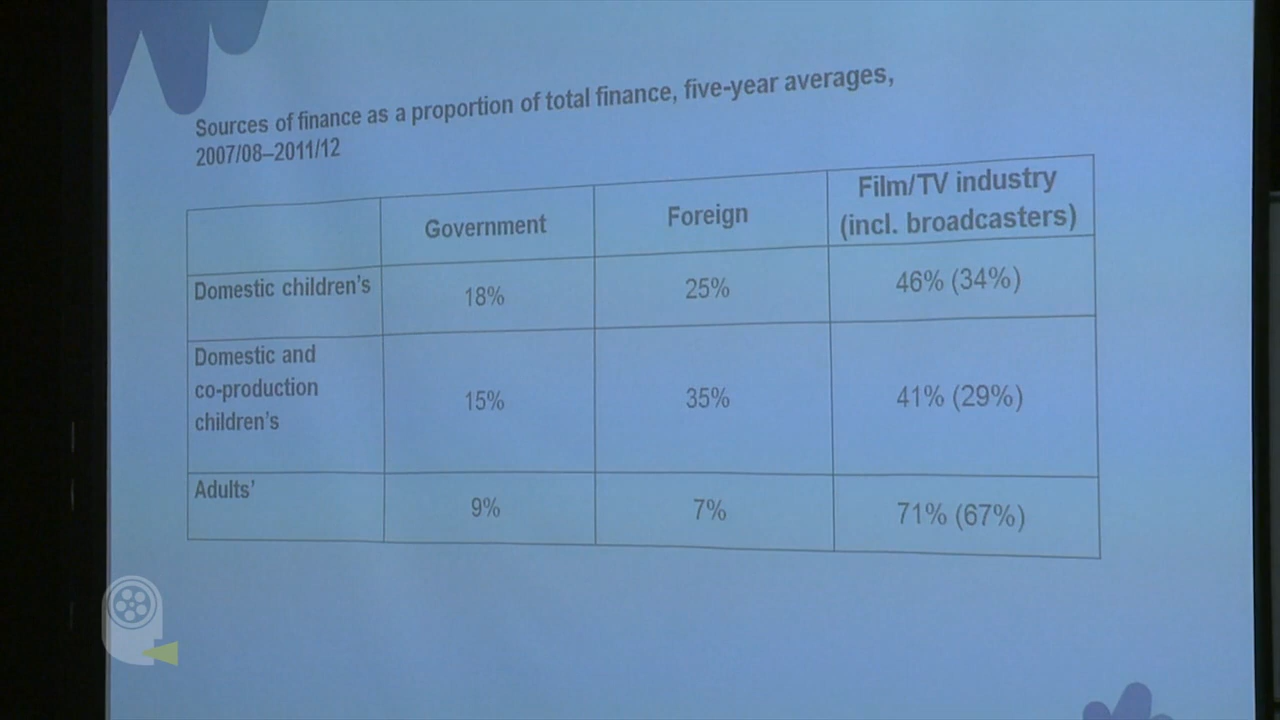 Sources of finance as a proportion of total finance, five-year averages,
2007/08–2011/12
Government
Foreign
Film/TV industry
(incl. broadcasters)
Domestic children's
18%
25%
46% (34%)
Domestic and
co-production
children's
15%
35%
41% (29%)
Adults'
9%
7%
71% (67%)